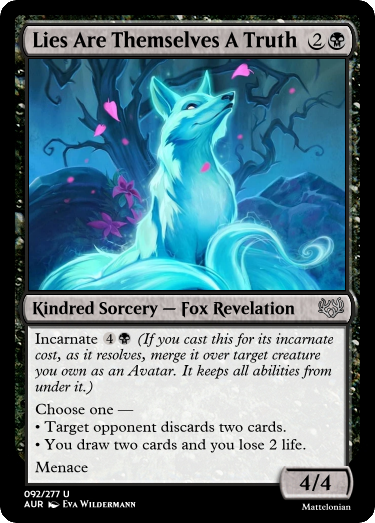 Lies Are Themselves A Truth 2
Kindred Sorcery — Fox Revelation
Incarnate 4 (If you cast this for its incarnate
cost, as it resolves, merge it over target creature
you own as an Avatar. It keeps all abilities from
under it.)
Choose one —
• Target opponent discards two cards.
• You draw two cards and you lose 2 life.
Menace
4/4
092/277 U
AUR Eva Wildermann
Mattelonian